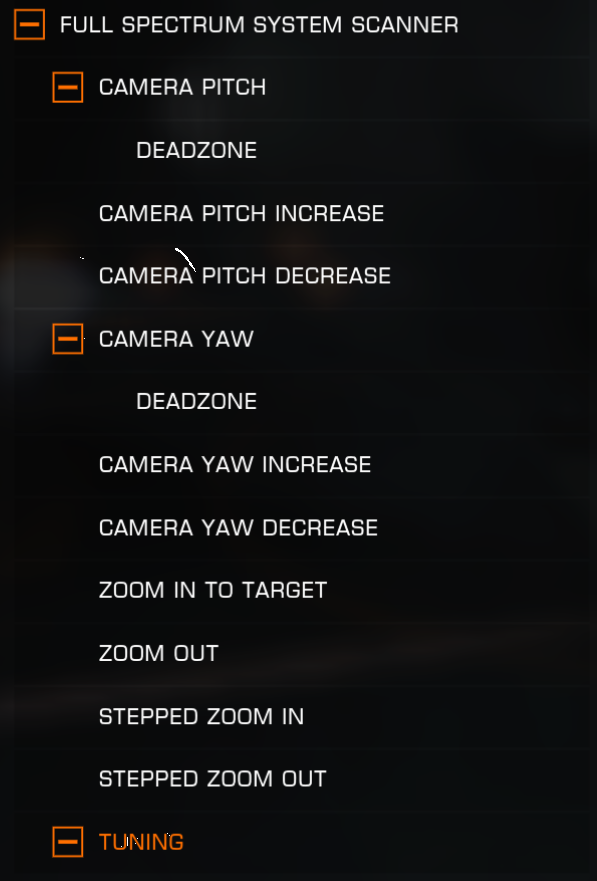 FULL SPECTRUM SYSTEM SCANNER
CAMERA PITCH
DEADZONE
CAMERA PITCH INCREASE
CAMERA PITCH DECREASE
CAMERA YAW
DEADZONE
CAMERA YAW INCREASE
CAMERA YAW DECREASE
ZOOM IN TO TARGET
ZOOM OUT
STEPPED ZOOM IN
STEPPED ZOOM OUT
TUNING